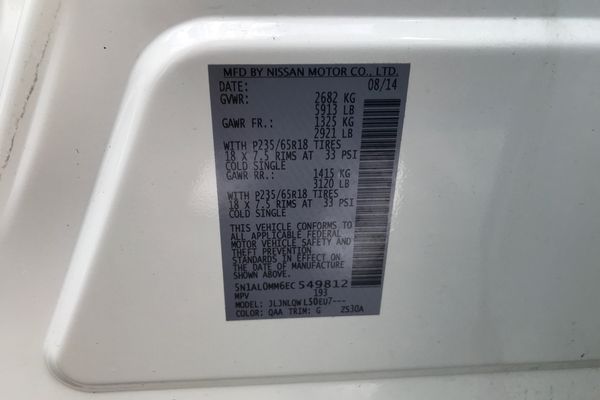 MFD BY NISSAN MOTOR CO., LTD.
DATE: 08/14
GVWR: 2682 KG
5913 LB
GAWR FR.: 1325 KG
2921 LB
WITH P235/65R18 TIRES
18 X 7.5 RIMS AT 33 PSI
COLD SINGLE
GAWR RR.: 1415 KG
3120 LB
WITH P235/65R18 TIRES
18 X 7.5 RIMS AT 33 PSI
COLD SINGLE
THIS VEHICLE CONFORMS TO
ALL APPLICABLE FEDERAL
MOTOR VEHICLE SAFETY AND
THEFT PREVENTION
STANDARDS IN EFFECT ON
THE DATE OF MANUFACTURE
SHOWN ABOVE.
5N1AL0MM6EC 549812
MPV 193
MODEL: JLJNLQWL50EU7---
COLOR: QAA TRIM: G 2S30A